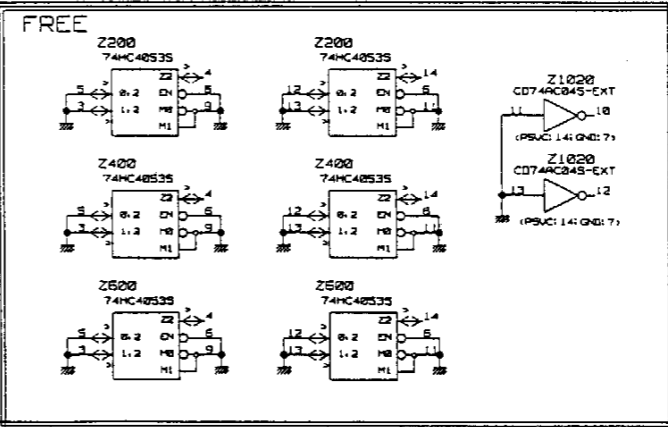 FREE
Z200
74HC4053S
Z2 4
5 0,2 EN 6
3 1,2 M0 9
M1
Z200
74HC4053S
Z2 14
12 0,2 EN 6
13 1,2 M0 11
M1
Z1020
CD74AC04S-EXT
11 10
(P5VC:14;GND:7)
Z1020
CD74AC04S-EXT
13 12
(P5VC:14;GND:7)
Z400
74HC4053S
Z2 4
5 0,2 EN 6
3 1,2 M0 9
M1
Z400
74HC4053S
Z2 14
12 0,2 EN 6
13 1,2 M0 11
M1
Z600
74HC4053S
Z2 4
5 0,2 EN 6
3 1,2 M0 9
M1
Z600
74HC4053S
Z2 14
12 0,2 EN 6
13 1,2 M0 11
M1